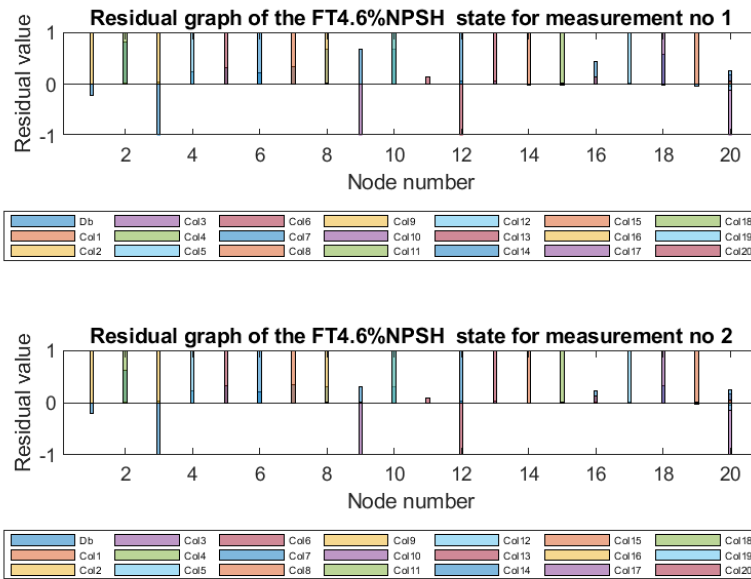 Residual graph of the FT4.6%NPSH state for measurement no 1
Residual value
1
0
-1
2 4 6 8 10 12 14 16 18 20
Node number
Db Col3 Col6 Col9 Col12 Col15 Col18
Col1 Col4 Col7 Col10 Col13 Col16 Col19
Col2 Col5 Col8 Col11 Col14 Col17 Col20
Residual graph of the FT4.6%NPSH state for measurement no 2
Residual value
1
0
-1
2 4 6 8 10 12 14 16 18 20
Node number
Db Col3 Col6 Col9 Col12 Col15 Col18
Col1 Col4 Col7 Col10 Col13 Col16 Col19
Col2 Col5 Col8 Col11 Col14 Col17 Col20